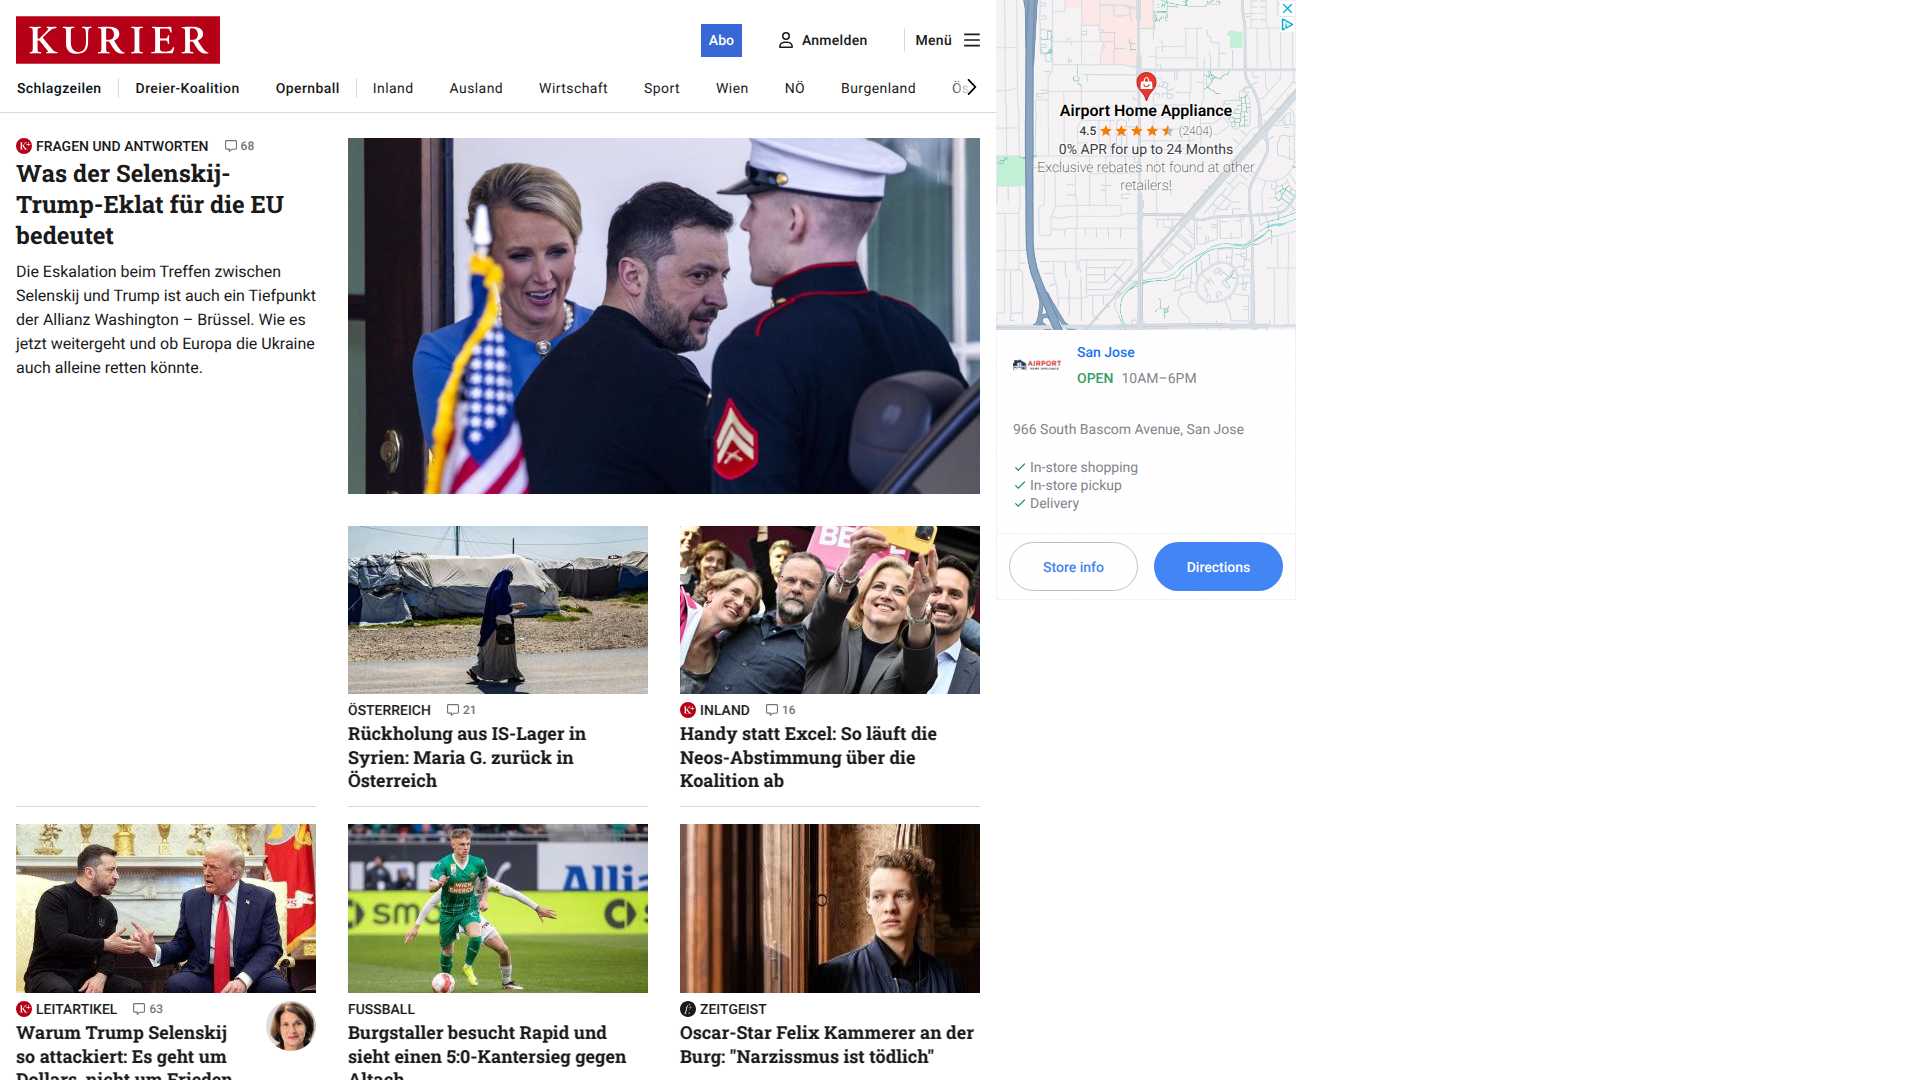 KURIER
Abo
Anmelden
Menü
Schlagzeilen
Dreier-Koalition
Opernball
Inland
Ausland
Wirtschaft
Sport
Wien
NÖ
Burgenland
FRAGEN UND ANTWORTEN 68
Was der Selenskij-
Trump-Eklat für die EU
bedeutet
Die Eskalation beim Treffen zwischen
Selenskij und Trump ist auch ein Tiefpunkt
der Allianz Washington – Brüssel. Wie es
jetzt weitergeht und ob Europa die Ukraine
auch alleine retten könnte.
ÖSTERREICH 21
Rückholung aus IS-Lager in
Syrien: Maria G. zurück in
Österreich
INLAND 16
Handy statt Excel: So läuft die
Neos-Abstimmung über die
Koalition ab
LEITARTIKEL 63
Warum Trump Selenskij
so attackiert: Es geht um
Dollars, nicht um Frieden
WIEN
ENERGIE
FUSSBALL
Burgstaller besucht Rapid und
sieht einen 5:0-Kantersieg gegen
Altach
ZEITGEIST
Oscar-Star Felix Kammerer an der
Burg: "Narzissmus ist tödlich"
Airport Home Appliance
4.5 (2404)
0% APR for up to 24 Months
Exclusive rebates not found at other
retailers!
AIRPORT
HOME APPLIANCE
San Jose
OPEN 10AM–6PM
966 South Bascom Avenue, San Jose
In-store shopping
In-store pickup
Delivery
Store info
Directions